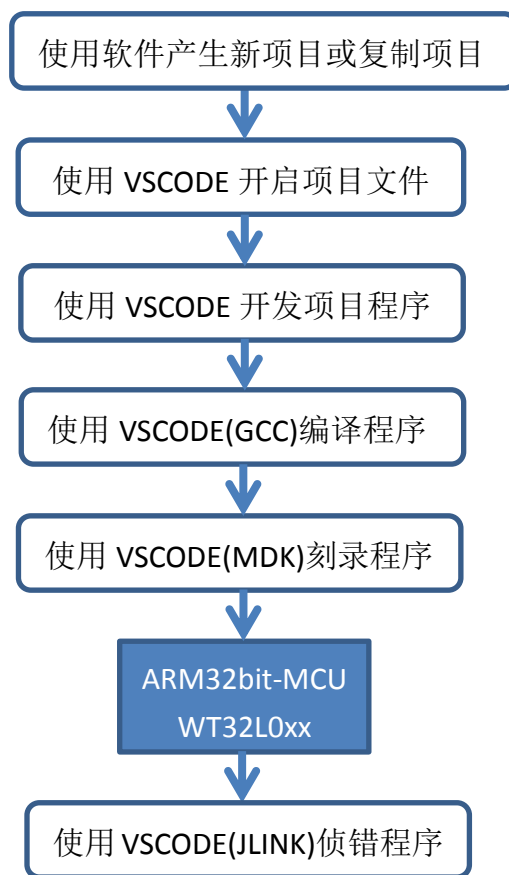 使用软件产生新项目或复制项目
使用 VSCODE 开启项目文件
使用 VSCODE 开发项目程序
使用 VSCODE(GCC)编译程序
使用 VSCODE(MDK)刻录程序
ARM32bit-MCU
WT32L0xx
使用 VSCODE(JLINK)侦错程序